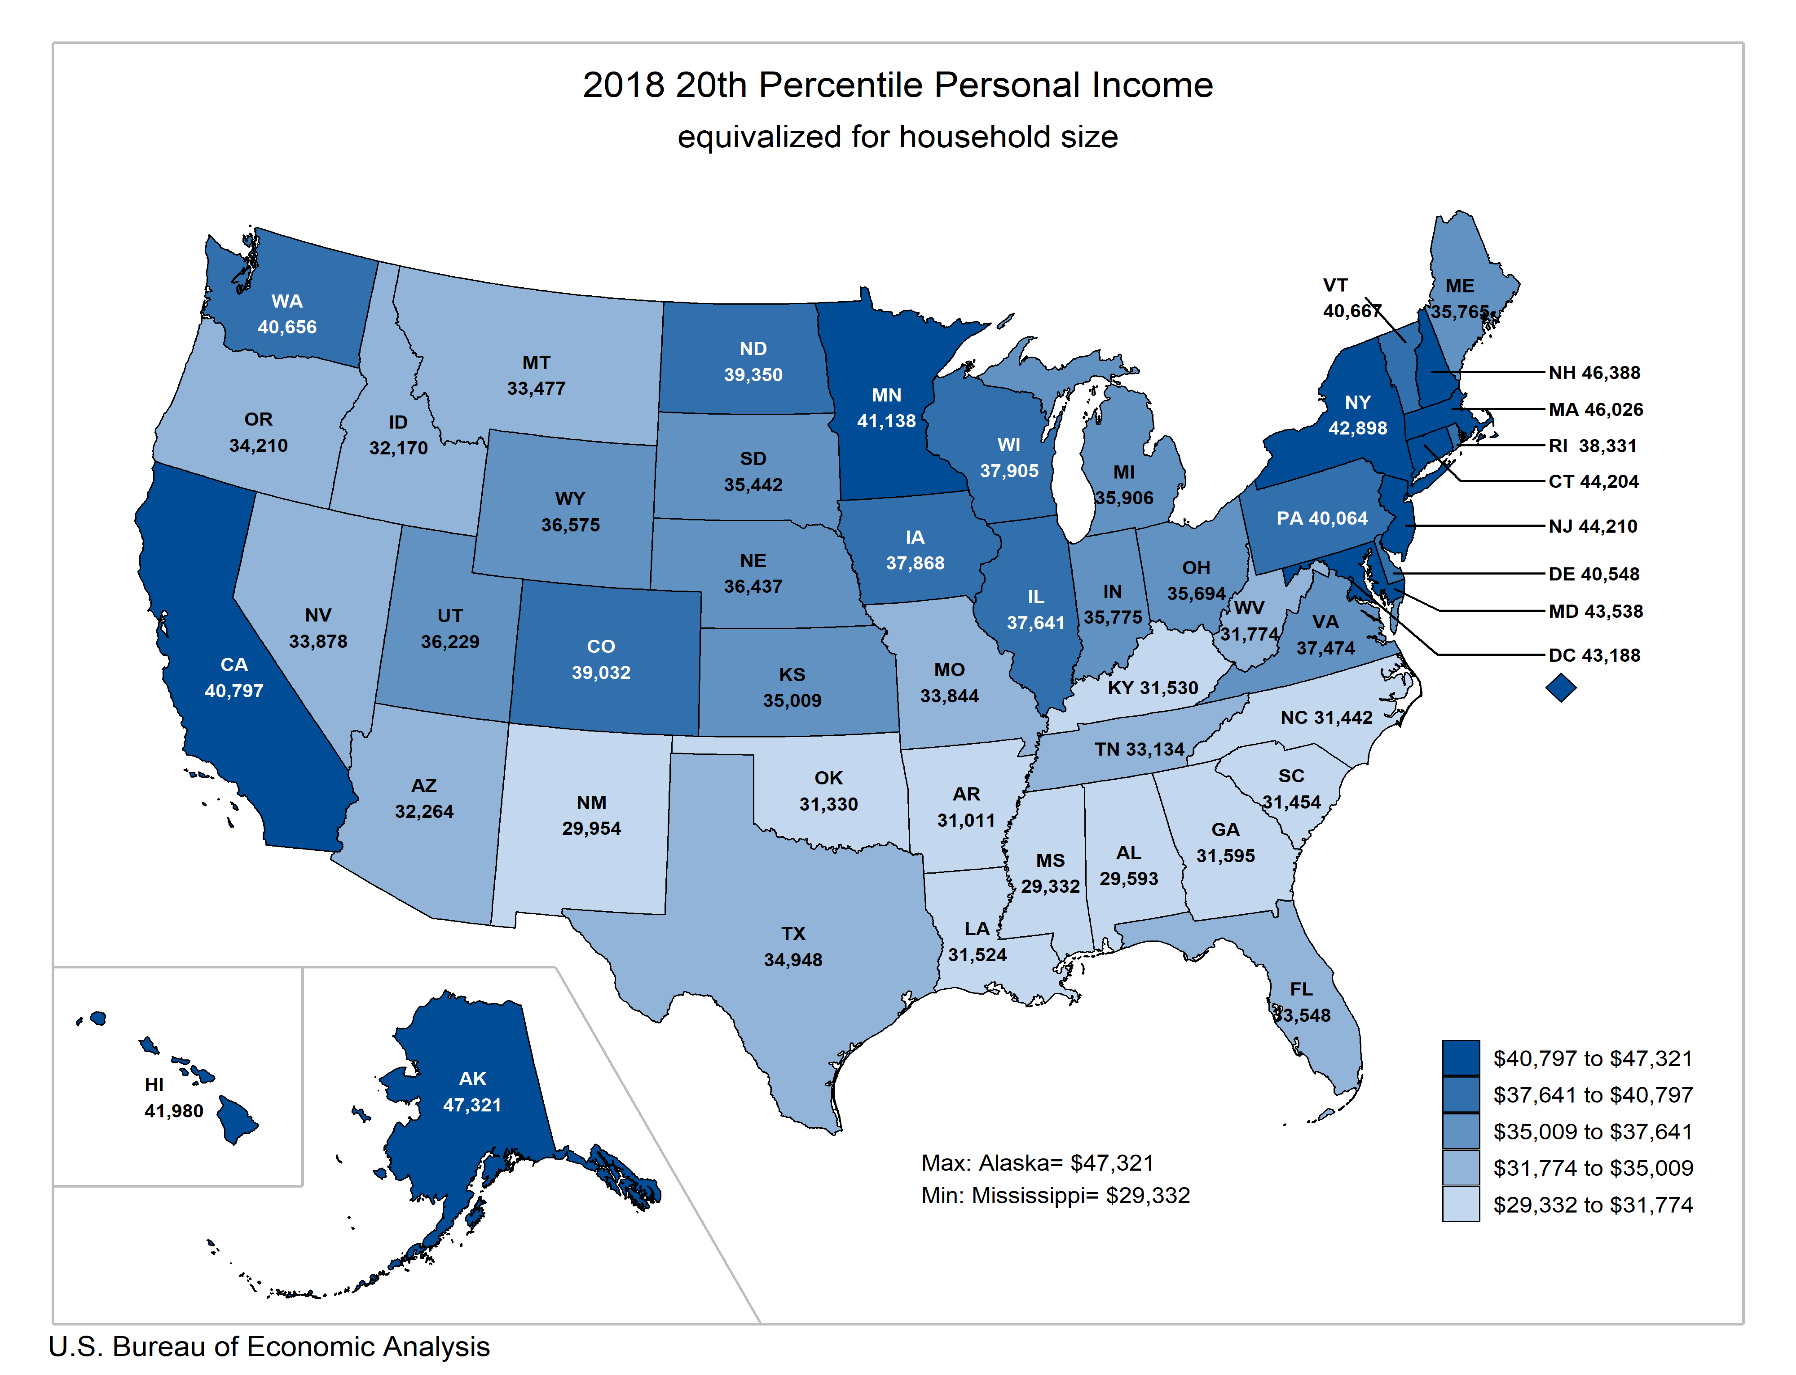 2018 20th Percentile Personal Income
equivalized for household size
WA
40,656
MT
33,477
ND
39,350
MN
41,138
VT
40,667
ME
35,765
OR
34,210
ID
32,170
SD
35,442
WI
37,905
MI
35,906
NY
42,898
NH 46,388
MA 46,026
RI 38,331
CT 44,204
WY
36,575
NE
36,437
IA
37,868
PA 40,064
NJ 44,210
DE 40,548
MD 43,538
DC 43,188
NV
33,878
UT
36,229
CO
39,032
KS
35,009
IL
37,641
IN
35,775
OH
35,694
WV
31,774
VA
37,474
CA
40,797
MO
33,844
KY 31,530
NC 31,442
TN 33,134
AZ
32,264
NM
29,954
OK
31,330
AR
31,011
SC
31,454
MS
29,332
AL
29,593
GA
31,595
TX
34,948
LA
31,524
FL
33,548
HI
41,980
AK
47,321
$40,797 to $47,321
$37,641 to $40,797
$35,009 to $37,641
$31,774 to $35,009
$29,332 to $31,774
Max: Alaska= $47,321
Min: Mississippi= $29,332
U.S. Bureau of Economic Analysis